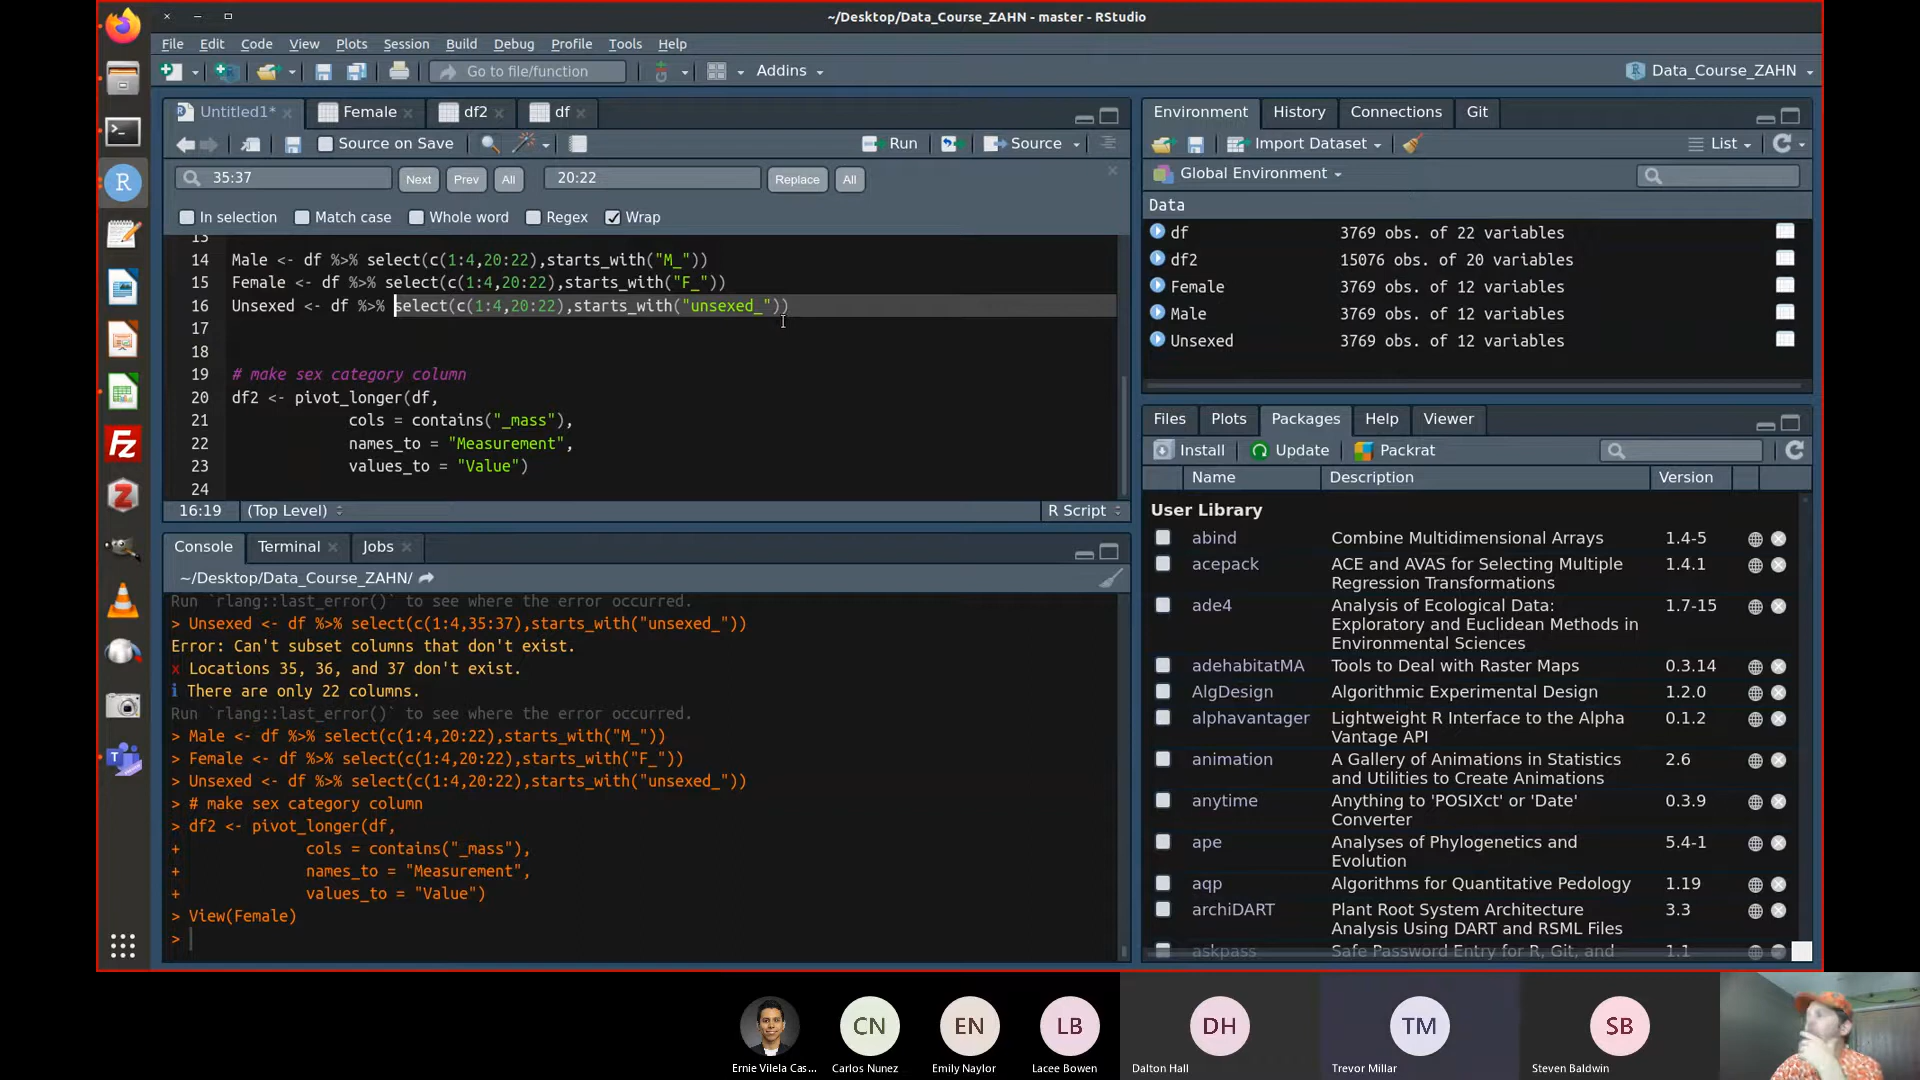 ~/Desktop/Data_Course_ZAHN - master - RStudio
File Edit Code View Plots Session Build Debug Profile Tools Help
Go to file/function
Addins
Data_Course_ZAHN
Untitled1*
Female
df2
df
Source on Save
Run
Source
35:37
Next
Prev
All
20:22
Replace
All
In selection
Match case
Whole word
Regex
Wrap
13
14 Male <- df %>% select(c(1:4,20:22),starts_with("M_"))
15 Female <- df %>% select(c(1:4,20:22),starts_with("F_"))
16 Unsexed <- df %>% select(c(1:4,20:22),starts_with("unsexed_"))
17
18
19 # make sex category column
20 df2 <- pivot_longer(df,
21 cols = contains("_mass"),
22 names_to = "Measurement",
23 values_to = "Value")
24
16:19
(Top Level)
R Script
Console
Terminal
Jobs
~/Desktop/Data_Course_ZAHN/
Run `rlang::last_error()` to see where the error occurred.
> Unsexed <- df %>% select(c(1:4,35:37),starts_with("unsexed_"))
Error: Can't subset columns that don't exist.
x Locations 35, 36, and 37 don't exist.
i There are only 22 columns.
Run `rlang::last_error()` to see where the error occurred.
> Male <- df %>% select(c(1:4,20:22),starts_with("M_"))
> Female <- df %>% select(c(1:4,20:22),starts_with("F_"))
> Unsexed <- df %>% select(c(1:4,20:22),starts_with("unsexed_"))
> # make sex category column
> df2 <- pivot_longer(df,
+ cols = contains("_mass"),
+ names_to = "Measurement",
+ values_to = "Value")
> View(Female)
>
Environment
History
Connections
Git
Import Dataset
List
Global Environment
Data
df 3769 obs. of 22 variables
df2 15076 obs. of 20 variables
Female 3769 obs. of 12 variables
Male 3769 obs. of 12 variables
Unsexed 3769 obs. of 12 variables
Files
Plots
Packages
Help
Viewer
Install
Update
Packrat
Name Description Version
User Library
abind Combine Multidimensional Arrays 1.4-5
acepack ACE and AVAS for Selecting Multiple 1.4.1
Regression Transformations
ade4 Analysis of Ecological Data: 1.7-15
Exploratory and Euclidean Methods in
Environmental Sciences
adehabitatMA Tools to Deal with Raster Maps 0.3.14
AlgDesign Algorithmic Experimental Design 1.2.0
alphavantager Lightweight R Interface to the Alpha 0.1.2
Vantage API
animation A Gallery of Animations in Statistics 2.6
and Utilities to Create Animations
anytime Anything to 'POSIXct' or 'Date' 0.3.9
Converter
ape Analyses of Phylogenetics and 5.4-1
Evolution
aqp Algorithms for Quantitative Pedology 1.19
archiDART Plant Root System Architecture 3.3
Analysis Using DART and RSML Files
askpass Safe Password Entry for R, Git, and 1.1
CN
EN
LB
DH
TM
SB
Ernie Vilela Cas...
Carlos Nunez
Emily Naylor
Lacee Bowen
Dalton Hall
Trevor Millar
Steven Baldwin